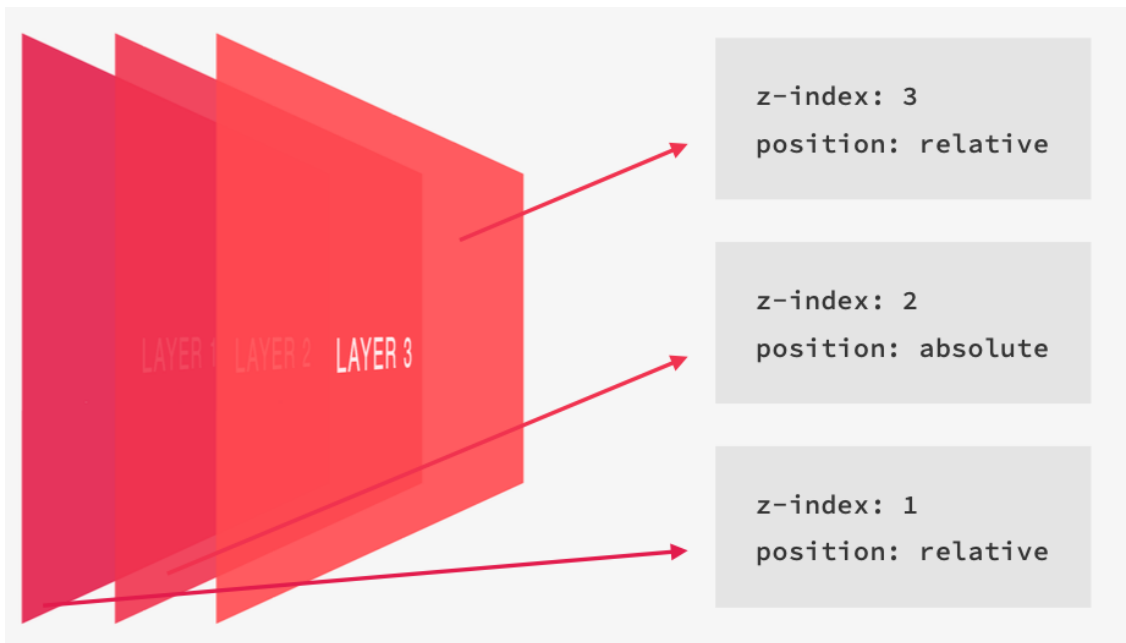 LAYER 1
LAYER 2
LAYER 3
z-index: 3
position: relative
z-index: 2
position: absolute
z-index: 1
position: relative